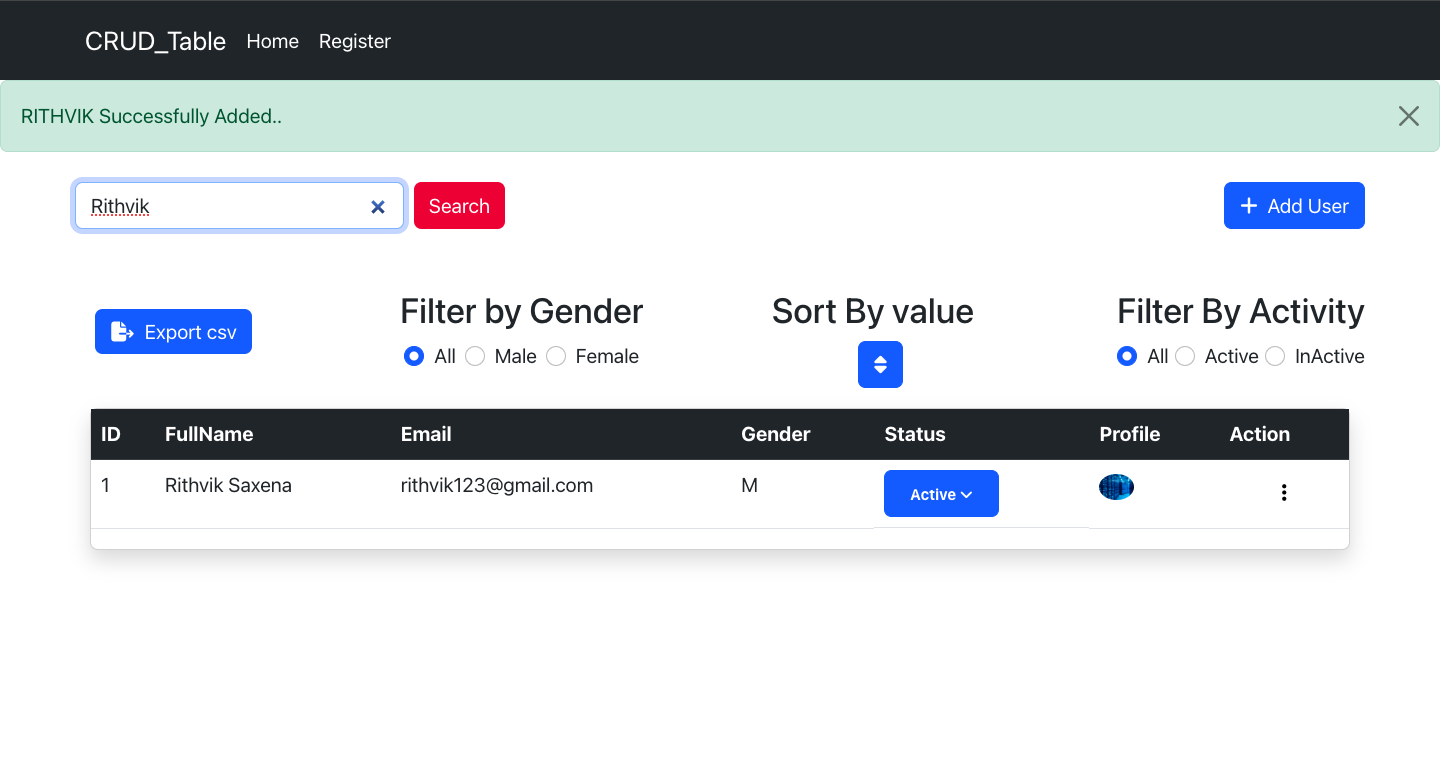 CRUD_Table Home Register
RITHVIK Successfully Added..
Rithvik Search Add User
Export csv
Filter by Gender
All Male Female
Sort By value
Filter By Activity
All Active InActive
ID FullName Email Gender Status Profile Action
1 Rithvik Saxena rithvik123@gmail.com M Active